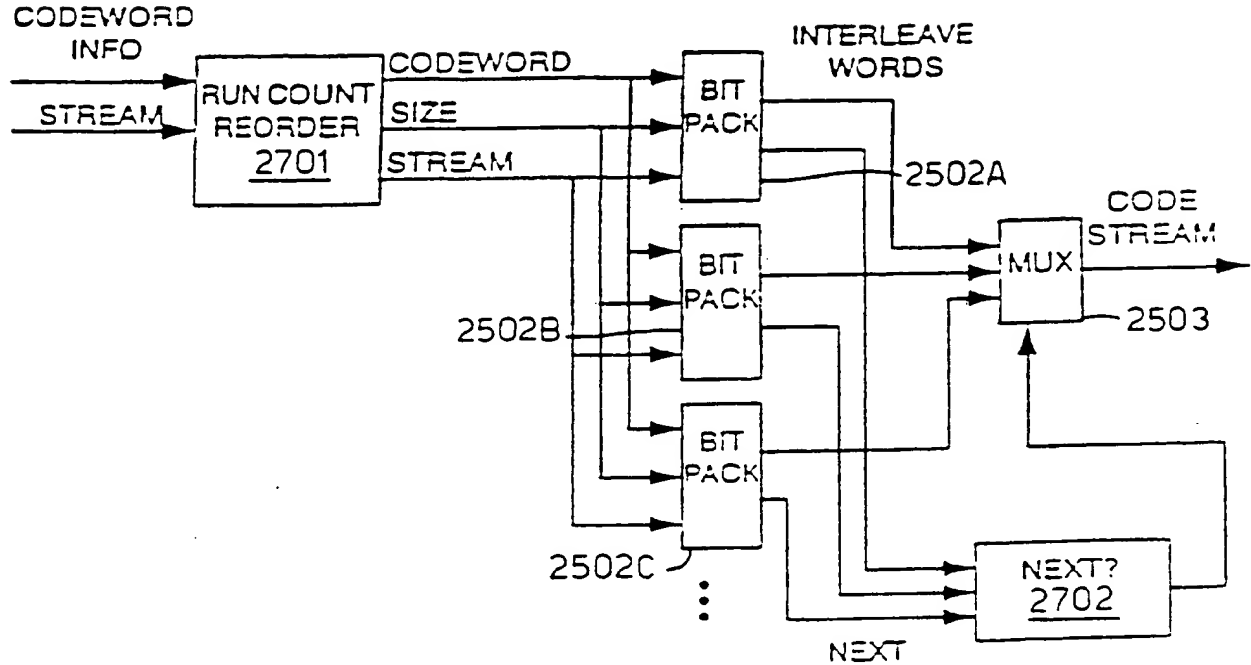 CODEWORD
INFO
STREAM
RUN COUNT
REORDER
2701
CODEWORD
SIZE
STREAM
BIT
PACK
INTERLEAVE
WORDS
2502A
BIT
PACK
2502B
BIT
PACK
2502C
MUX
CODE
STREAM
2503
NEXT?
2702
NEXT